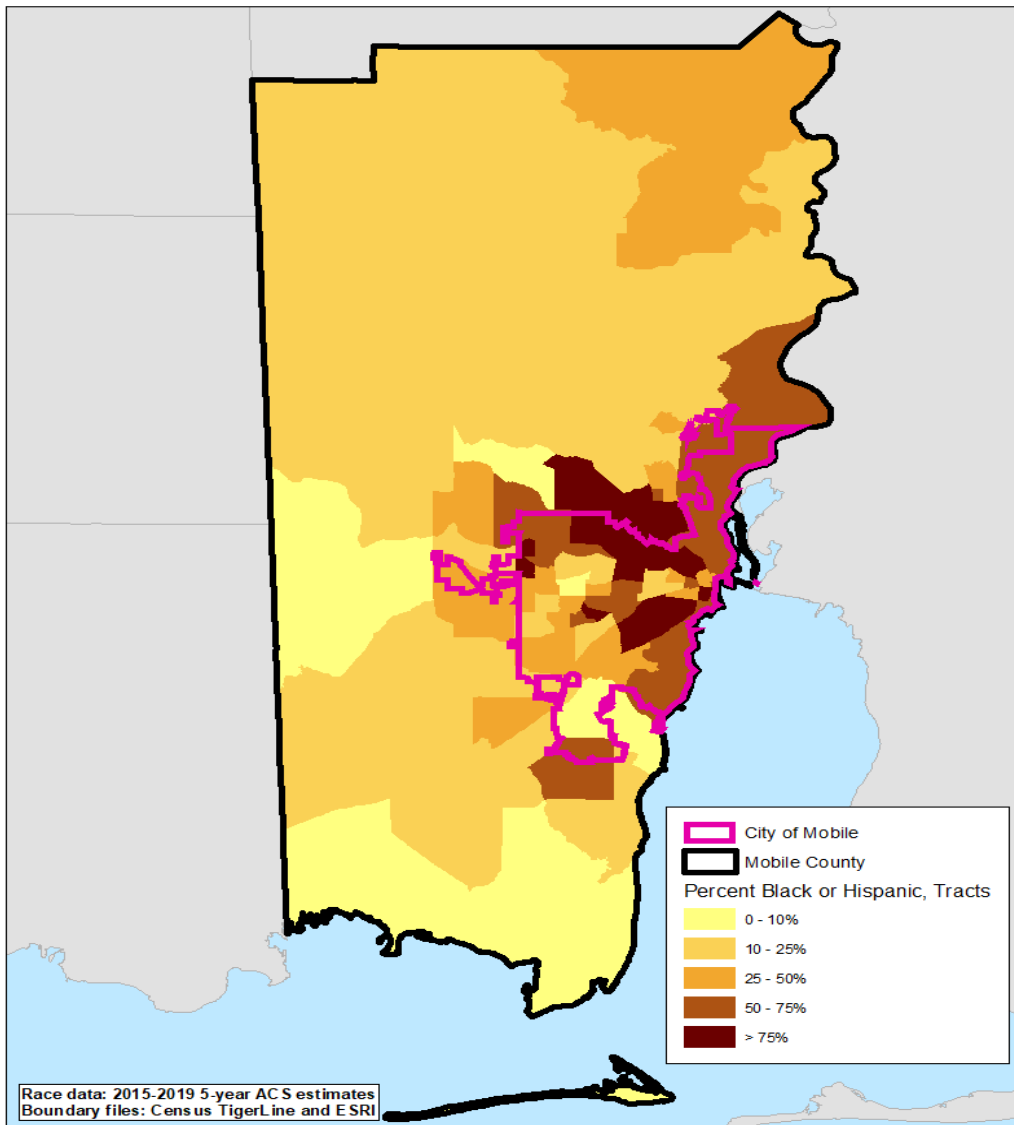 City of Mobile
Mobile County
Percent Black or Hispanic, Tracts
0 - 10%
10 - 25%
25 - 50%
50 - 75%
> 75%
Race data: 2015-2019 5-year ACS estimates
Boundary files: Census TigerLine and ESRI